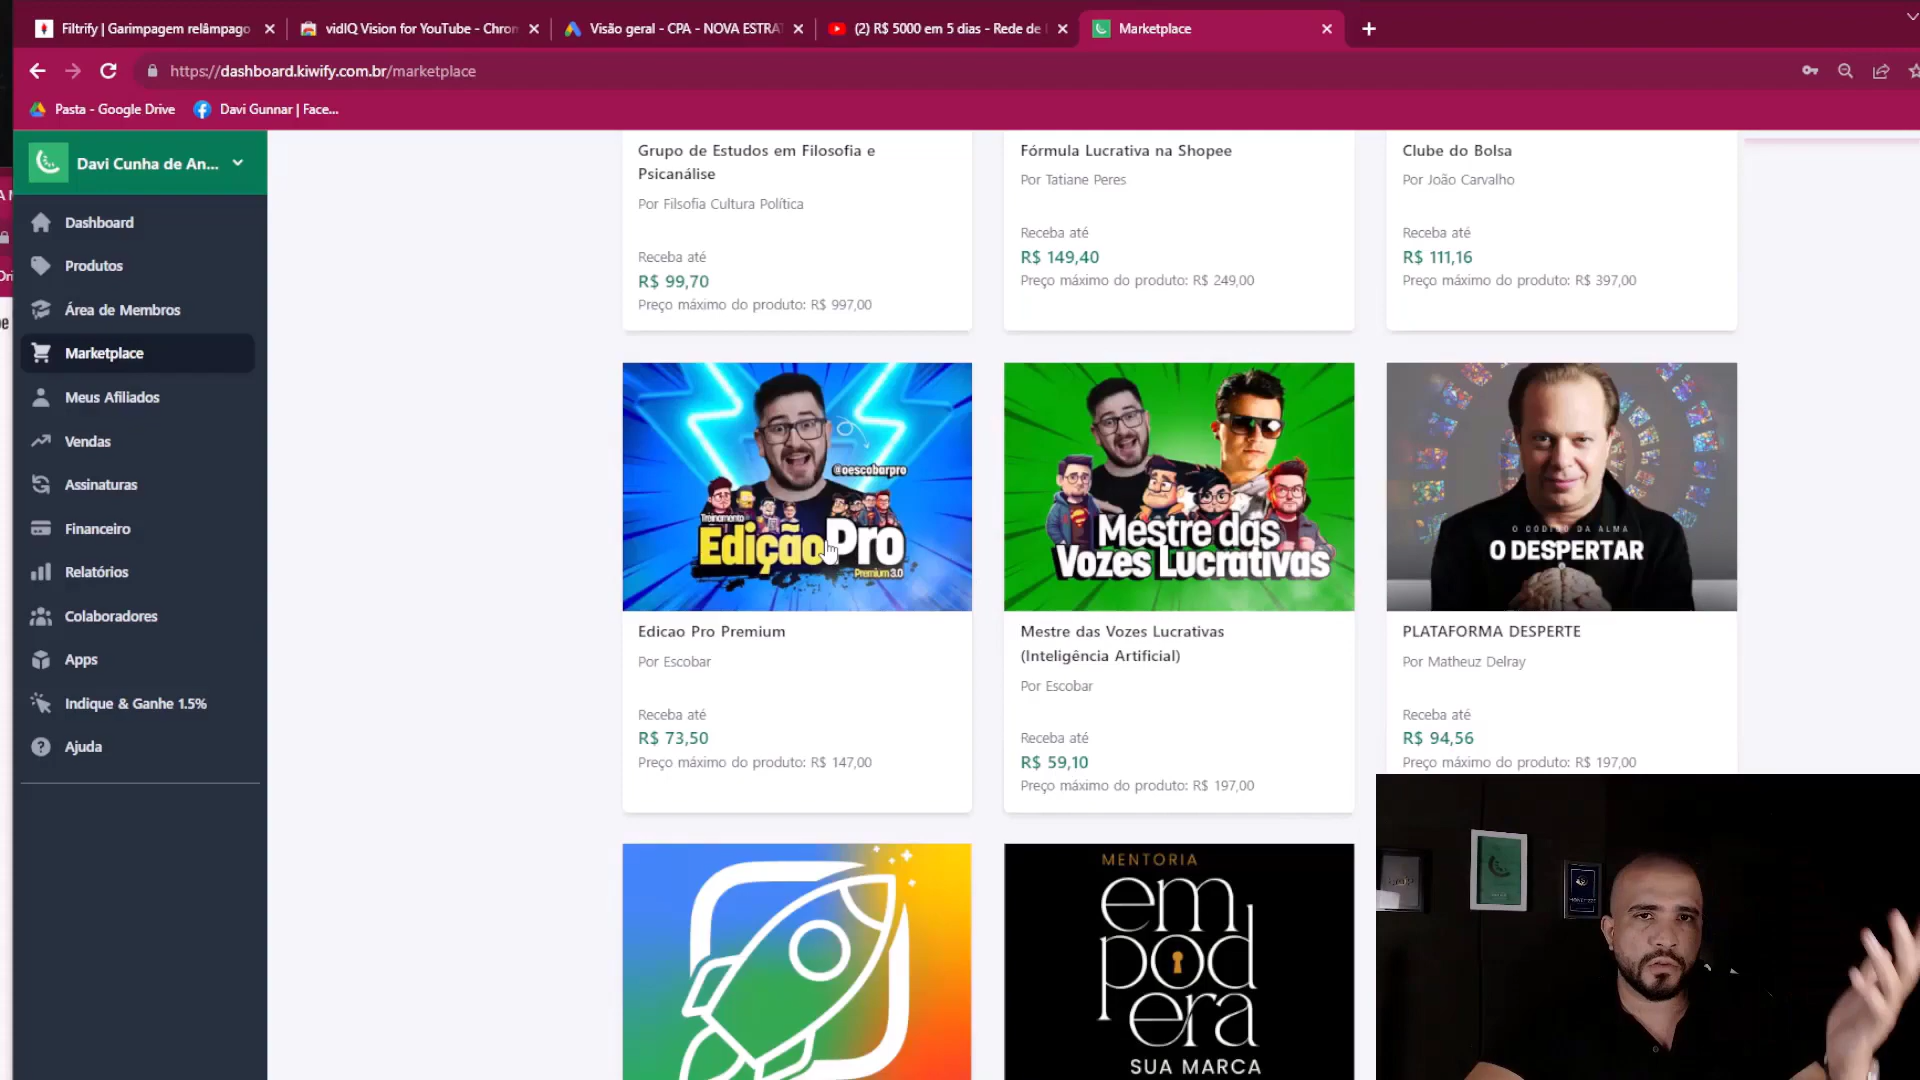 Filtrify | Garimpagem relâmpago
vidIQ Vision for YouTube - Chron
Visão geral - CPA - NOVA ESTRAT
(2) R$ 5000 em 5 dias - Rede de
Marketplace
https://dashboard.kiwify.com.br/marketplace
Pasta - Google Drive
Davi Gunnar | Face...
Davi Cunha de An...
Dashboard
Produtos
Área de Membros
Marketplace
Meus Afiliados
Vendas
Assinaturas
Financeiro
Relatórios
Colaboradores
Apps
Indique & Ganhe 1.5%
Ajuda
Grupo de Estudos em Filosofia e
Psicanálise
Por Filsofia Cultura Política
Receba até
R$ 99,70
Preço máximo do produto: R$ 997,00
Fórmula Lucrativa na Shopee
Por Tatiane Peres
Receba até
R$ 149,40
Preço máximo do produto: R$ 249,00
Clube do Bolsa
Por João Carvalho
Receba até
R$ 111,16
Preço máximo do produto: R$ 397,00
@oescobarpro
Treinamento
Edição Pro
Premium 3.0
Edicao Pro Premium
Por Escobar
Receba até
R$ 73,50
Preço máximo do produto: R$ 147,00
Mestre das
Vozes Lucrativas
Mestre das Vozes Lucrativas
(Inteligência Artificial)
Por Escobar
Receba até
R$ 59,10
Preço máximo do produto: R$ 197,00
O CÓDIGO DA ALMA
O DESPERTAR
PLATAFORMA DESPERTE
Por Matheuz Delray
Receba até
R$ 94,56
Preço máximo do produto: R$ 197,00
MENTORIA
em
pod
era
SUA MARCA